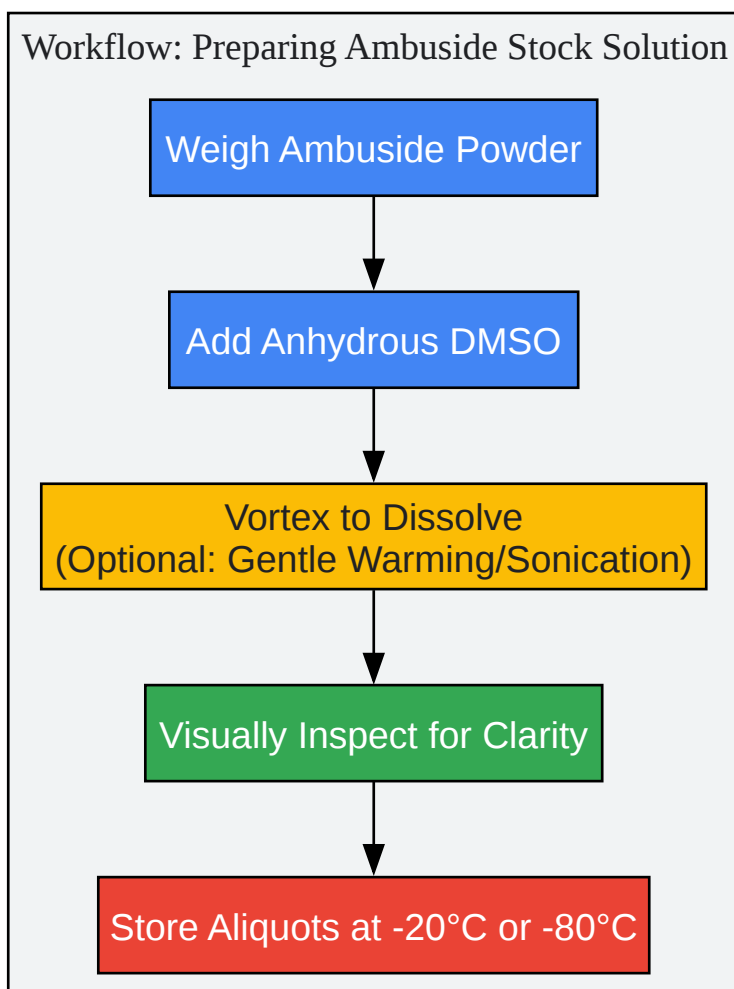 Workflow: Preparing Ambuside Stock Solution
Weigh Ambuside Powder
Add Anhydrous DMSO
Vortex to Dissolve
(Optional: Gentle Warming/Sonication)
Visually Inspect for Clarity
Store Aliquots at -20°C or -80°C